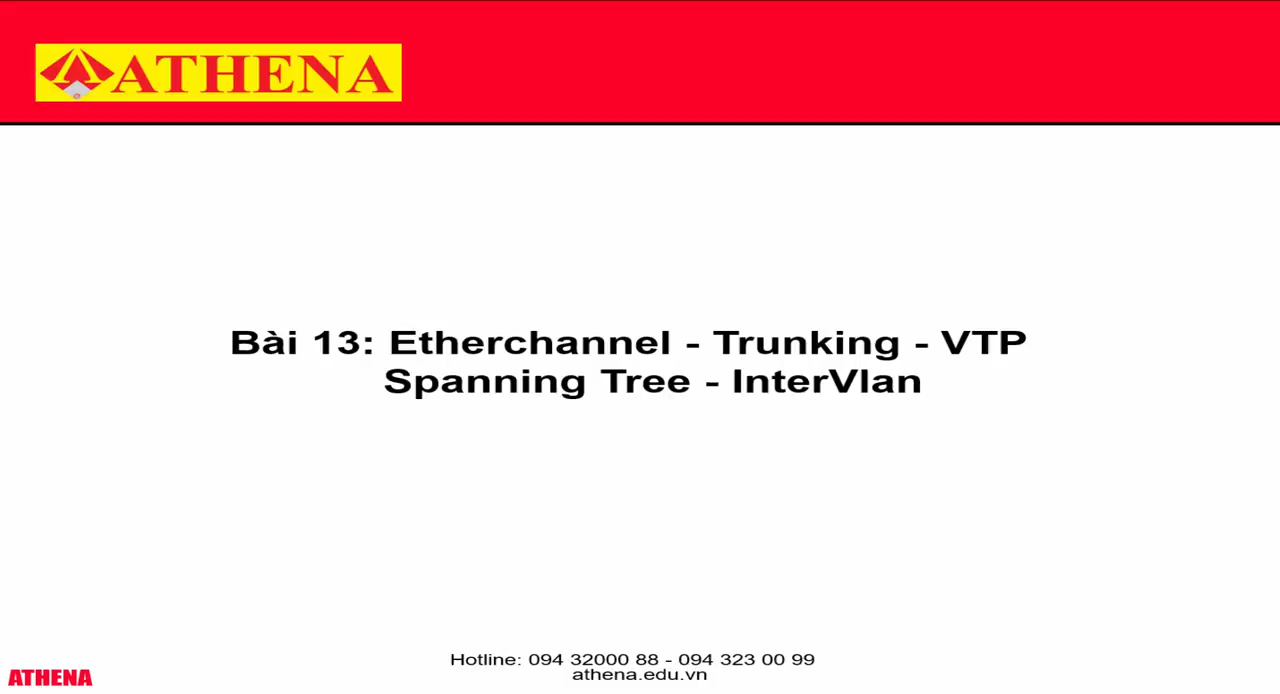 ATHENA
Bài 13: Etherchannel - Trunking - VTP
Spanning Tree - InterVlan
Hotline: 094 32000 88 - 094 323 00 99
athena.edu.vn
ATHENA